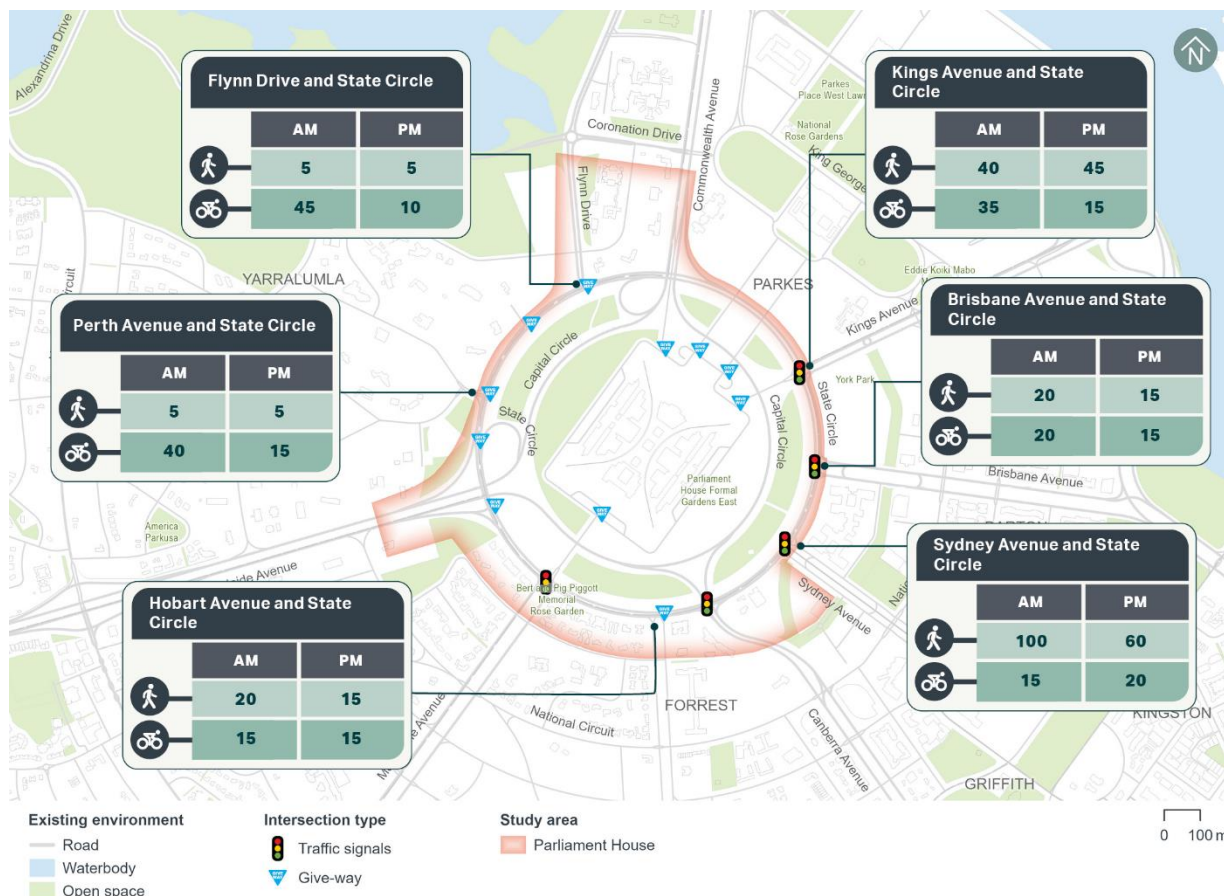 Alexandrina Drive
Flynn Drive and State Circle
AM PM
5 5
45 10
Coronation Drive
Flynn Drive
Commonwealth Avenue
Parkes
Place West Lawn
National
Rose Gardens
King George
Kings Avenue and State
Circle
AM PM
40 45
35 15
N
YARRALUMLA
PARKES
Eddie Koiki Mabo
Kings Avenue
Perth Avenue and State Circle
AM PM
5 5
40 15
Capital Circle
State Circle
York Park
State Circle
Capital Circle
Brisbane Avenue and State
Circle
AM PM
20 15
20 15
Brisbane Avenue
Parliament
House Formal
Gardens East
America
Parkusa
Bert and Pig Piggott
Memorial
Rose Garden
Sydney Avenue
Sydney Avenue and State
Circle
AM PM
100 60
15 20
Hobart Avenue and State
Circle
AM PM
20 15
15 15
National Circuit
FORREST
Canberra Avenue
KINGSTON
GRIFFITH
Existing environment
Road
Waterbody
Open space
Intersection type
Traffic signals
GIVE WAY
Give-way
Study area
Parliament House
0 100 m